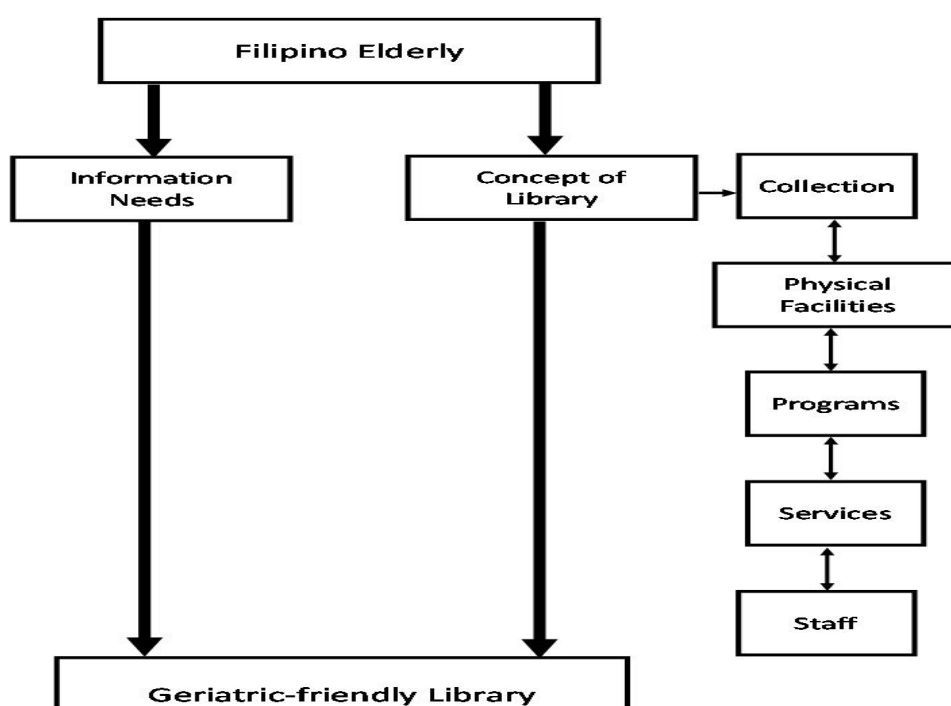 Filipino Elderly
Information
Needs
Concept of
Library
Collection
Physical
Facilities
Programs
Services
Staff
Geriatric-friendly Library